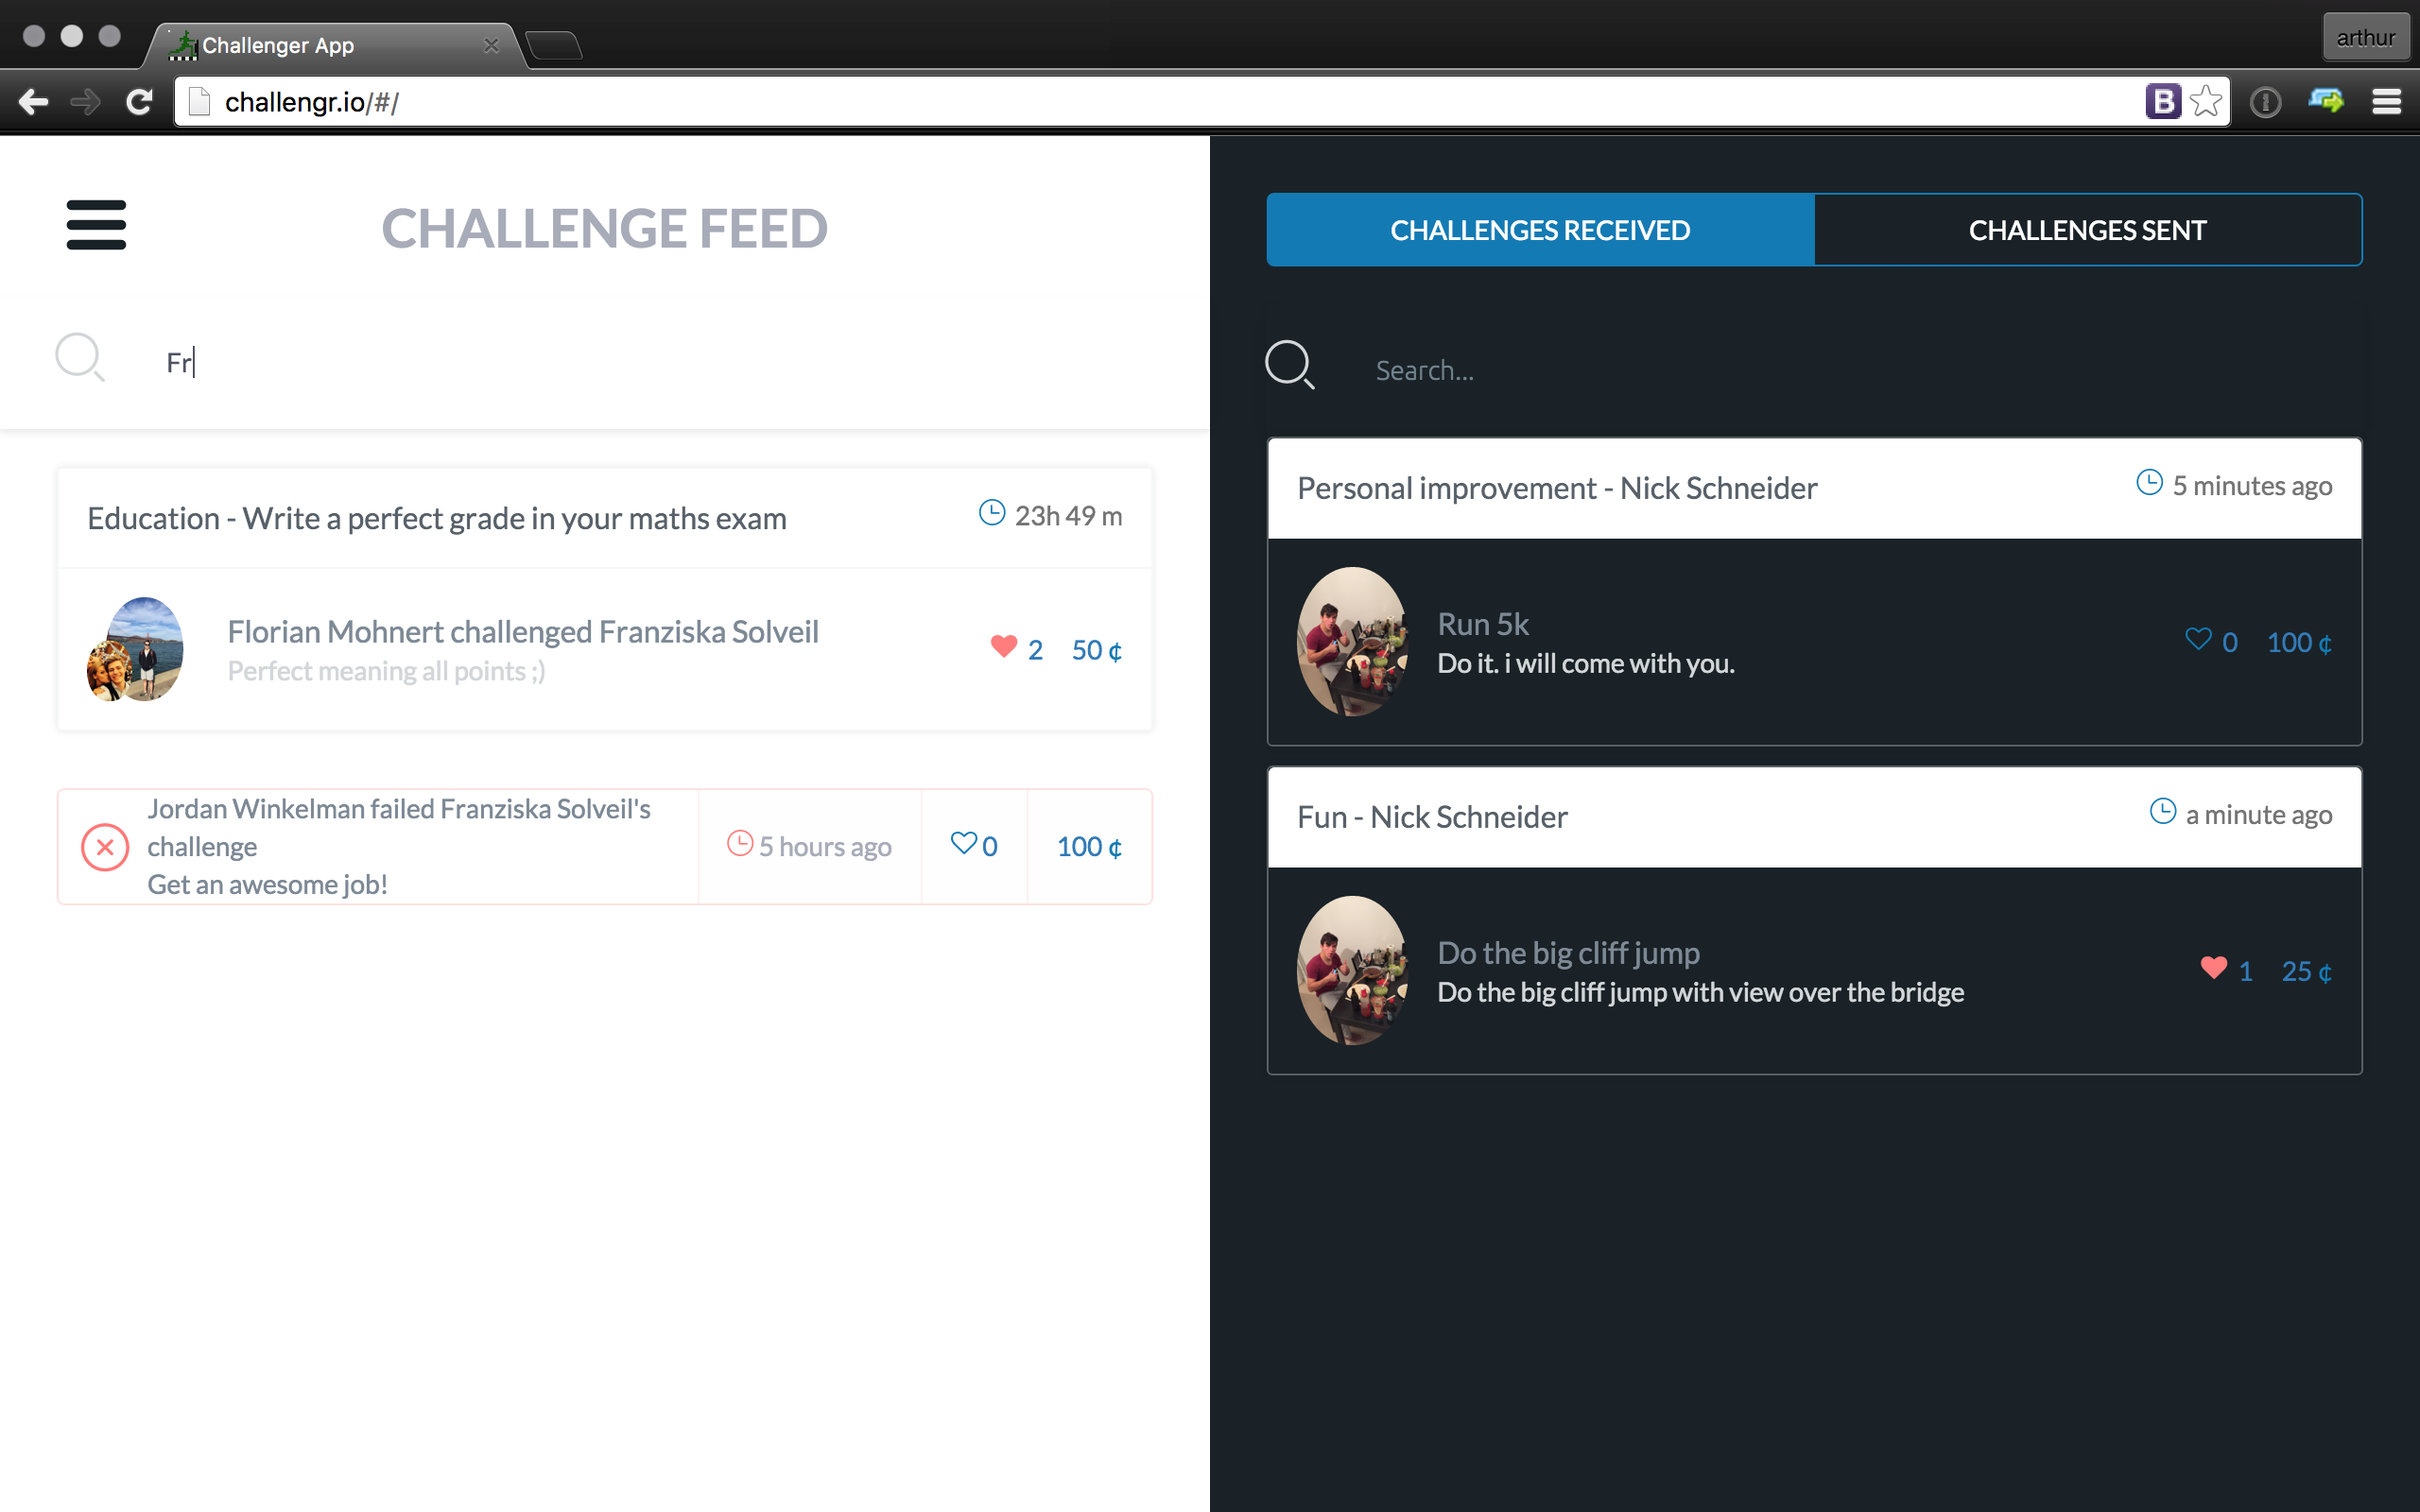 Challenger App
arthur
challengr.io/#/
B
CHALLENGE FEED
Fr
Education - Write a perfect grade in your maths exam
23h 49 m
Florian Mohnert challenged Franziska Solveil
Perfect meaning all points ;)
2
50 ¢
Jordan Winkelman failed Franziska Solveil's
challenge
Get an awesome job!
5 hours ago
0
100 ¢
CHALLENGES RECEIVED
CHALLENGES SENT
Search...
Personal improvement - Nick Schneider
5 minutes ago
Run 5k
Do it. i will come with you.
0
100 ¢
Fun - Nick Schneider
a minute ago
Do the big cliff jump
Do the big cliff jump with view over the bridge
1
25 ¢